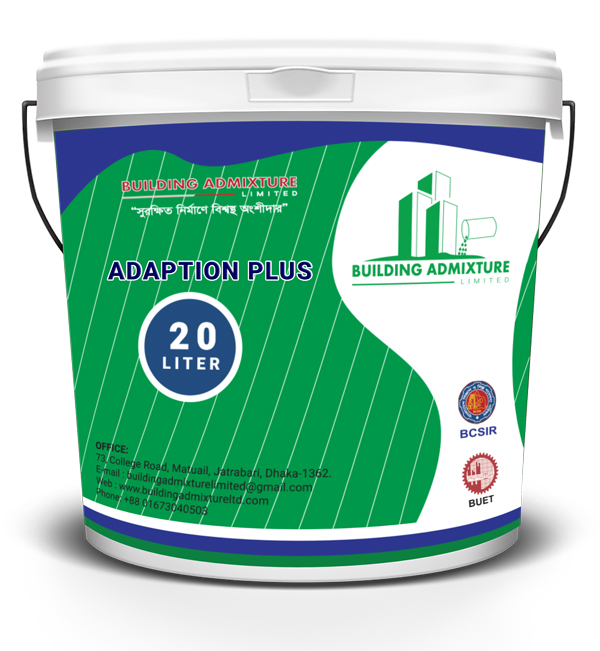 BUILDING ADMIXTURE
LIMITED
“সুরক্ষিত নির্মাণে বিশ্বস্থ অংশীদার”
ADAPTION PLUS
20
LITER
BUILDING ADMIXTURE
LIMITED
BCSIR
BUET
OFFICE:
73, College Road, Matuail, Jatrabari, Dhaka-1362.
E-mail : buildingadmixturelimited@gmail.com
Web : www.buildingadmixtureltd.com
Phone: +88 01673040503